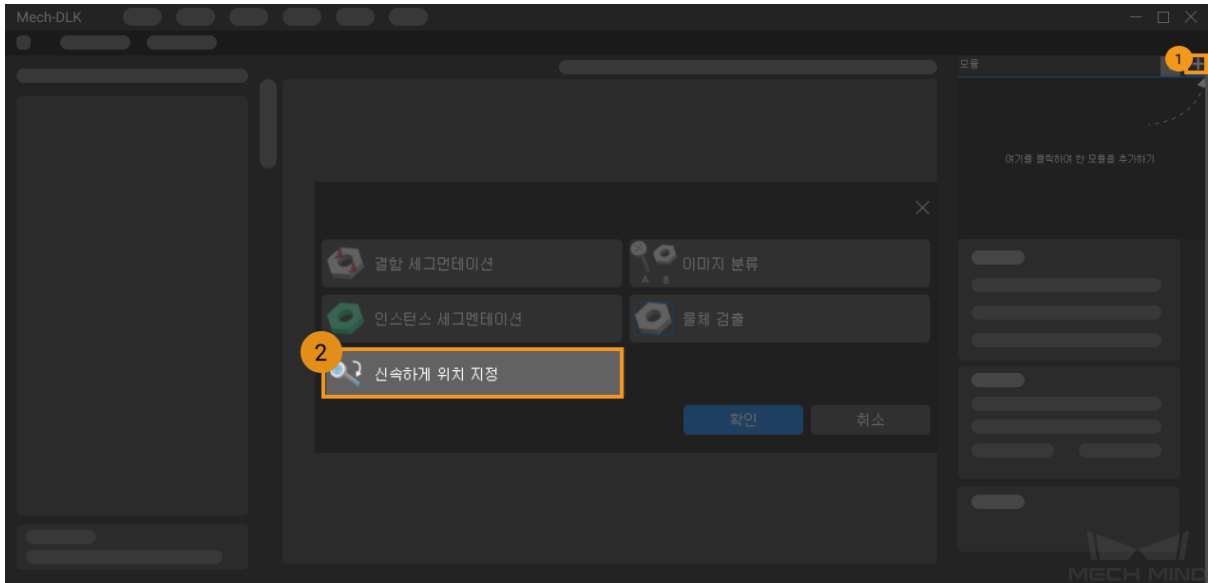 Mech-DLK
모듈
1
여기를 클릭하여 한 모듈을 추가하기
결함 세그먼테이션
이미지 분류
A B
인스턴스 세그멘테이션
물체 검출
2
신속하게 위치 지정
확인
취소
MECH MIND